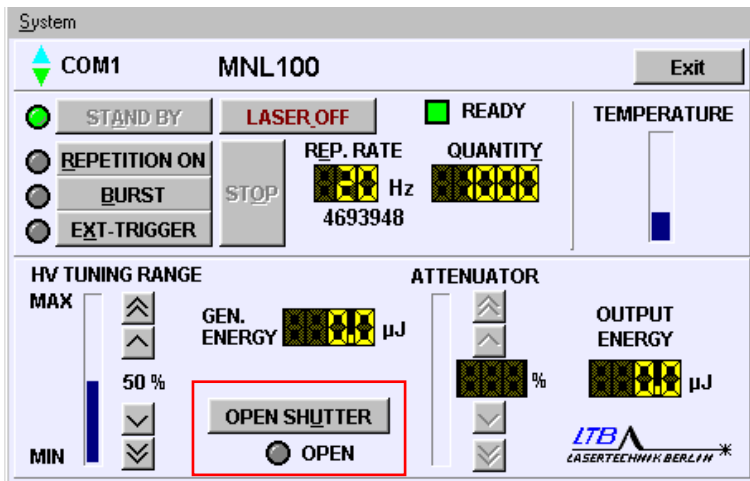 System
COM1 MNL100 Exit
STAND BY LASER OFF READY TEMPERATURE
REPETITION ON REP. RATE QUANTITY
BURST STOP 20 Hz 1000
EXT-TRIGGER 4693948
HV TUNING RANGE ATTENUATOR
MAX GEN. ENERGY 0.0 µJ OUTPUT ENERGY
50 % % 0.0 µJ
OPEN SHUTTER
MIN OPEN LTB
LASERTECHNIK BERLIN